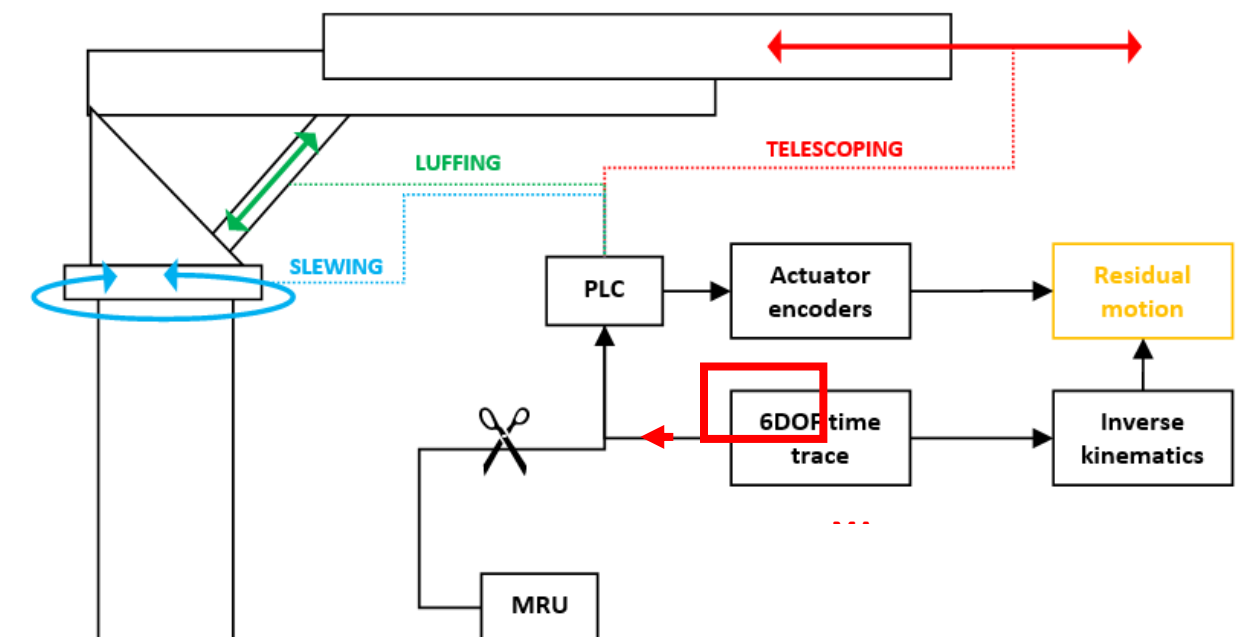 TELESCOPING
LUFFING
SLEWING
PLC
Actuator
encoders
Residual
motion
6DOF time
trace
Inverse
kinematics
...
MRU